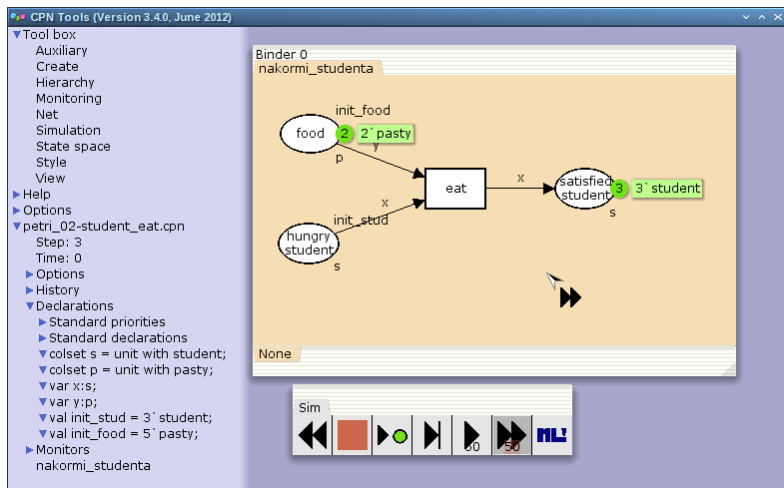 CPN Tools (Version 3.4.0, June 2012)
Tool box
Auxiliary
Create
Hierarchy
Monitoring
Net
Simulation
State space
Style
View
Help
Options
petri_02-student_eat.cpn
Step: 3
Time: 0
Options
History
Declarations
Standard priorities
Standard declarations
colset s = unit with student;
colset p = unit with pasty;
var x:s;
var y:p;
val init_stud = 3`student;
val init_food = 5`pasty;
Monitors
nakormi_studenta
Binder 0
nakormi_studenta
init_food
food
2
2`pasty
y
p
eat
x
satisfied
student
3
3`student
s
x
init_stud
hungry
student
s
None
Sim
50
50
ML!